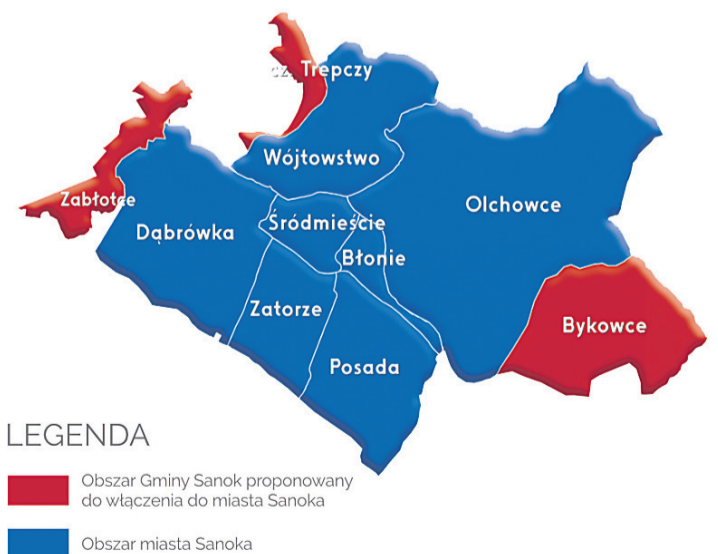 cz. Trepczy
Wójtowstwo
Zabłotce
Olchowce
Śródmieście
Dąbrówka
Błonie
Zatorze
Bykowce
Posada
LEGENDA
Obszar Gminy Sanok proponowany
do włączenia do miasta Sanoka
Obszar miasta Sanoka